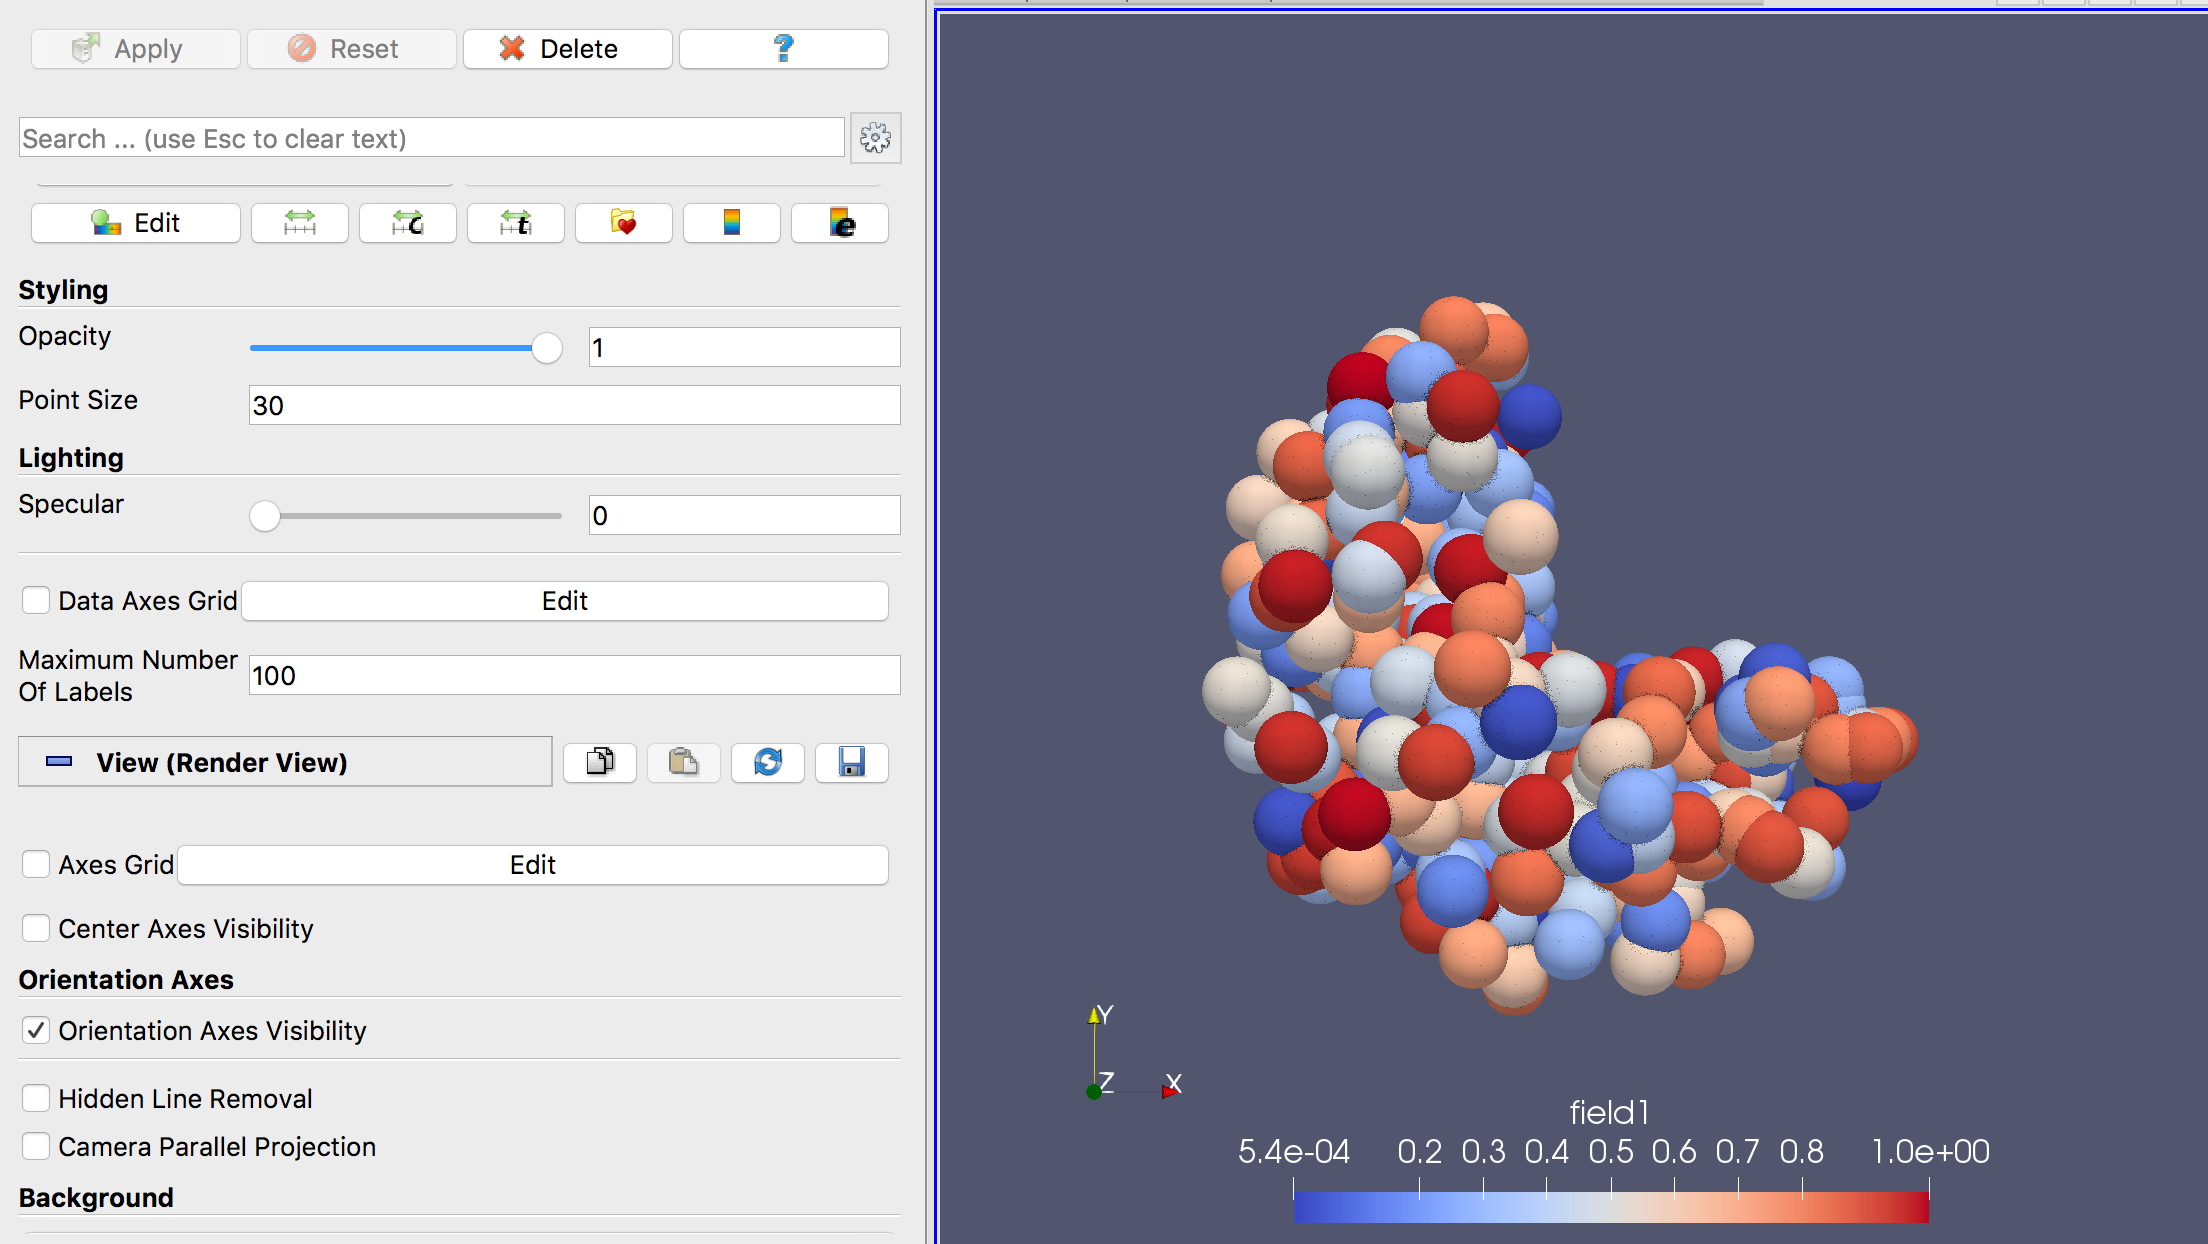 Apply Reset Delete ?
Search ... (use Esc to clear text)
Edit c t e
Styling
Opacity 1
Point Size 30
Lighting
Specular 0
Data Axes Grid Edit
Maximum Number
Of Labels 100
View (Render View)
Axes Grid Edit
Center Axes Visibility
Orientation Axes
Orientation Axes Visibility
Hidden Line Removal
Camera Parallel Projection
Background
Y
Z X
field1
5.4e-04 0.2 0.3 0.4 0.5 0.6 0.7 0.8 1.0e+00